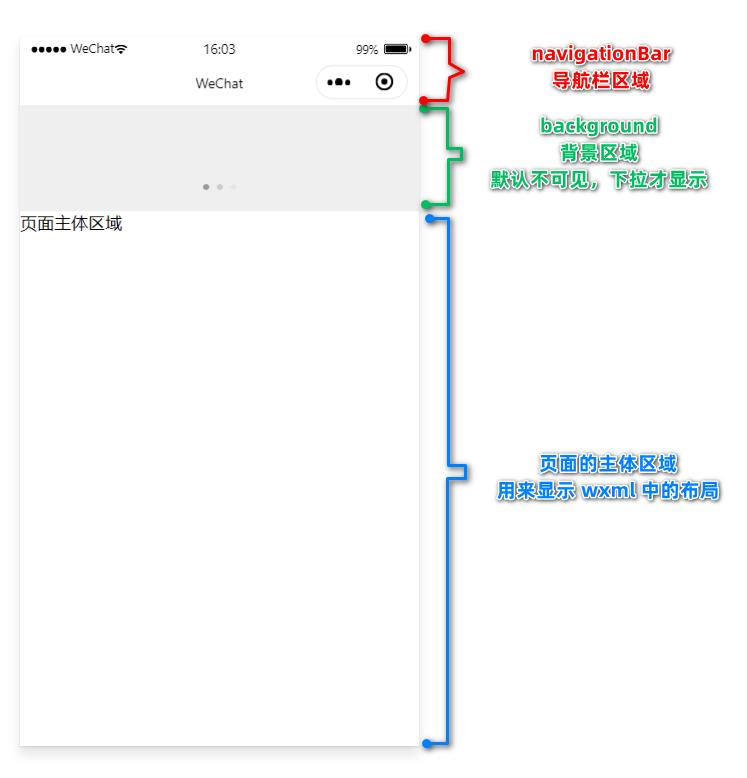 ●●●●● WeChat 16:03 99%
WeChat
页面主体区域
navigationBar
导航栏区域
background
背景区域
默认不可见，下拉才显示
页面的主体区域
用来显示 wxml 中的布局